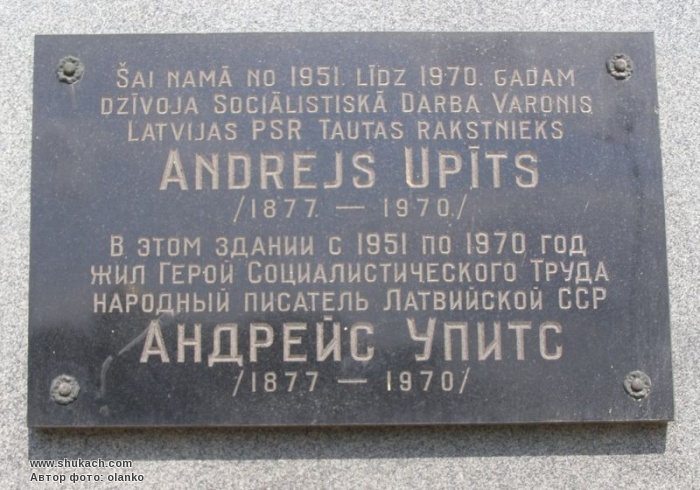 ŠAI NAMĀ NO 1951. LĪDZ 1970. GADAM
DZĪVOJA SOCIĀLISTISKĀ DARBA VARONIS
LATVIJAS PSR TAUTAS RAKSTNIEKS
ANDREJS UPĪTS
/1877. — 1970./
В ЭТОМ ЗДАНИИ С 1951 ПО 1970 ГОД
ЖИЛ ГЕРОЙ СОЦИАЛИСТИЧЕСКОГО ТРУДА
НАРОДНЫЙ ПИСАТЕЛЬ ЛАТВИЙСКОЙ ССР
АНДРЕЙС УПИТС
/1877 — 1970/
www.shukach.com
Автор фото: olanko